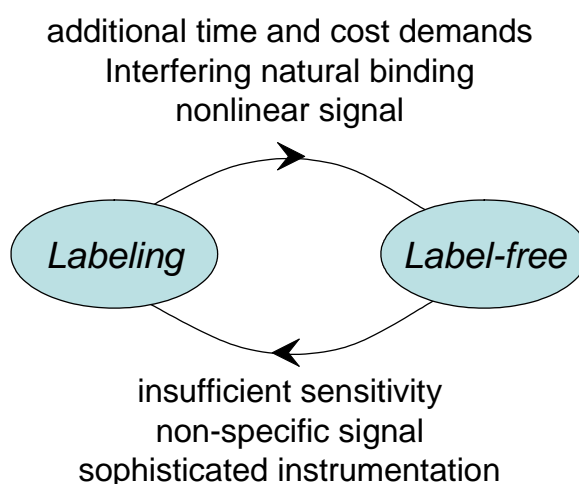 additional time and cost demands
Interfering natural binding
nonlinear signal
Labeling
Label-free
insufficient sensitivity
non-specific signal
sophisticated instrumentation